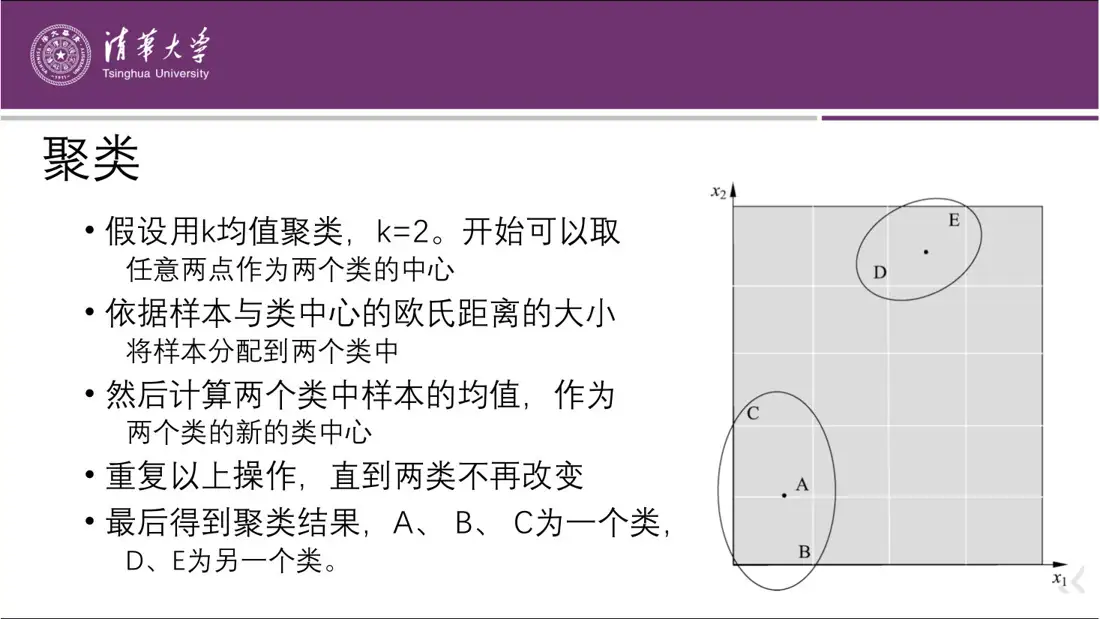 清华大学
Tsinghua University
聚类
• 假设用k均值聚类，k=2。开始可以取
任意两点作为两个类的中心
• 依据样本与类中心的欧氏距离的大小
将样本分配到两个类中
• 然后计算两个类中样本的均值，作为
两个类的新的类中心
• 重复以上操作，直到两类不再改变
• 最后得到聚类结果，A、 B、 C为一个类，
D、E为另一个类。
x₂
E
D
C
A
B
x₁